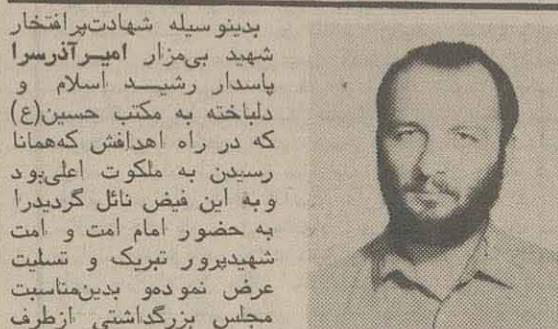 بدینوسیله شهادت‌پرافتخار
شهید بی‌مزار امیرآذرسرا
پاسدار رشید اسلام و
دلباخته به مکتب حسین(ع)
که در راه اهدافش که‌همانا
رسیدن به ملکوت اعلی‌بود
و به این فیض نائل گردیدرا
به حضور امام امت و امت
شهیدپرور تبریک و تسلیت
عرض نموده‌و بدین‌مناسبت
مجلس بزرگداشتی ازطرف